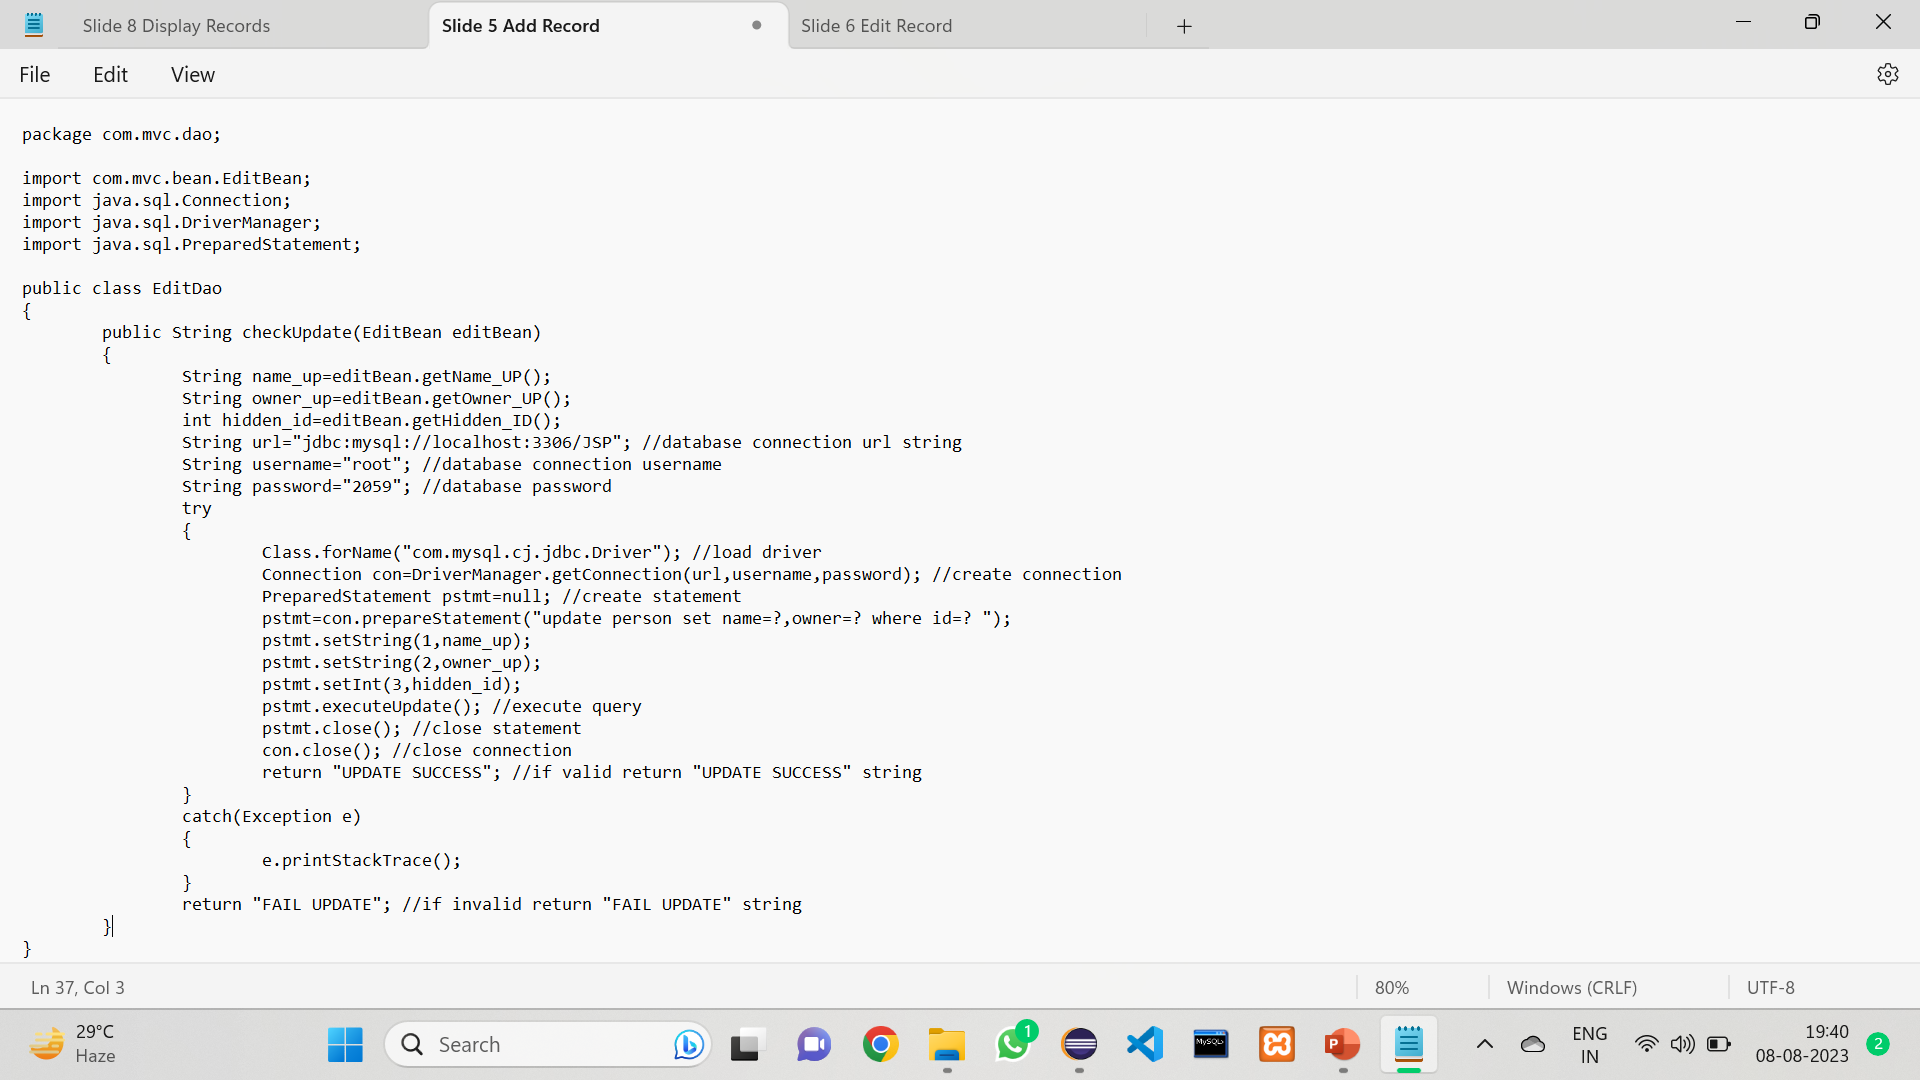 Slide 8 Display Records
Slide 5 Add Record
Slide 6 Edit Record
File Edit View
package com.mvc.dao;
import com.mvc.bean.EditBean;
import java.sql.Connection;
import java.sql.DriverManager;
import java.sql.PreparedStatement;
public class EditDao
{
public String checkUpdate(EditBean editBean)
{
String name_up=editBean.getName_UP();
String owner_up=editBean.getOwner_UP();
int hidden_id=editBean.getHidden_ID();
String url="jdbc:mysql://localhost:3306/JSP"; //database connection url string
String username="root"; //database connection username
String password="2059"; //database password
try
{
Class.forName("com.mysql.cj.jdbc.Driver"); //load driver
Connection con=DriverManager.getConnection(url,username,password); //create connection
PreparedStatement pstmt=null; //create statement
pstmt=con.prepareStatement("update person set name=?,owner=? where id=? ");
pstmt.setString(1,name_up);
pstmt.setString(2,owner_up);
pstmt.setInt(3,hidden_id);
pstmt.executeUpdate(); //execute query
pstmt.close(); //close statement
con.close(); //close connection
return "UPDATE SUCCESS"; //if valid return "UPDATE SUCCESS" string
}
catch(Exception e)
{
e.printStackTrace();
}
return "FAIL UPDATE"; //if invalid return "FAIL UPDATE" string
}
}
Ln 37, Col 3
80%
Windows (CRLF)
UTF-8
29°C
Haze
Search
1
MySQL>
P
ENG
IN
19:40
08-08-2023
2